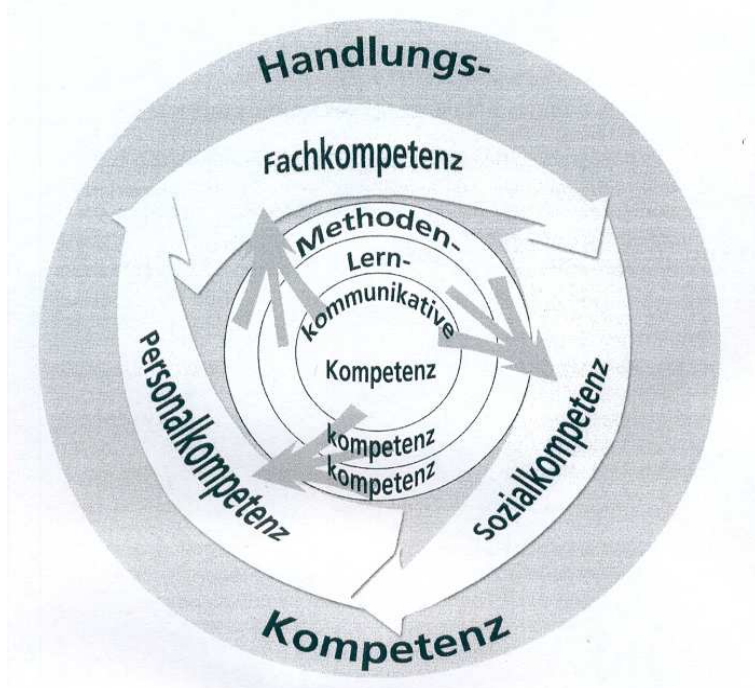 Handlungs-
Fachkompetenz
Methoden-
Lern-
kommunikative
Kompetenz
kompetenz
kompetenz
Personalkompetenz
Sozialkompetenz
Kompetenz